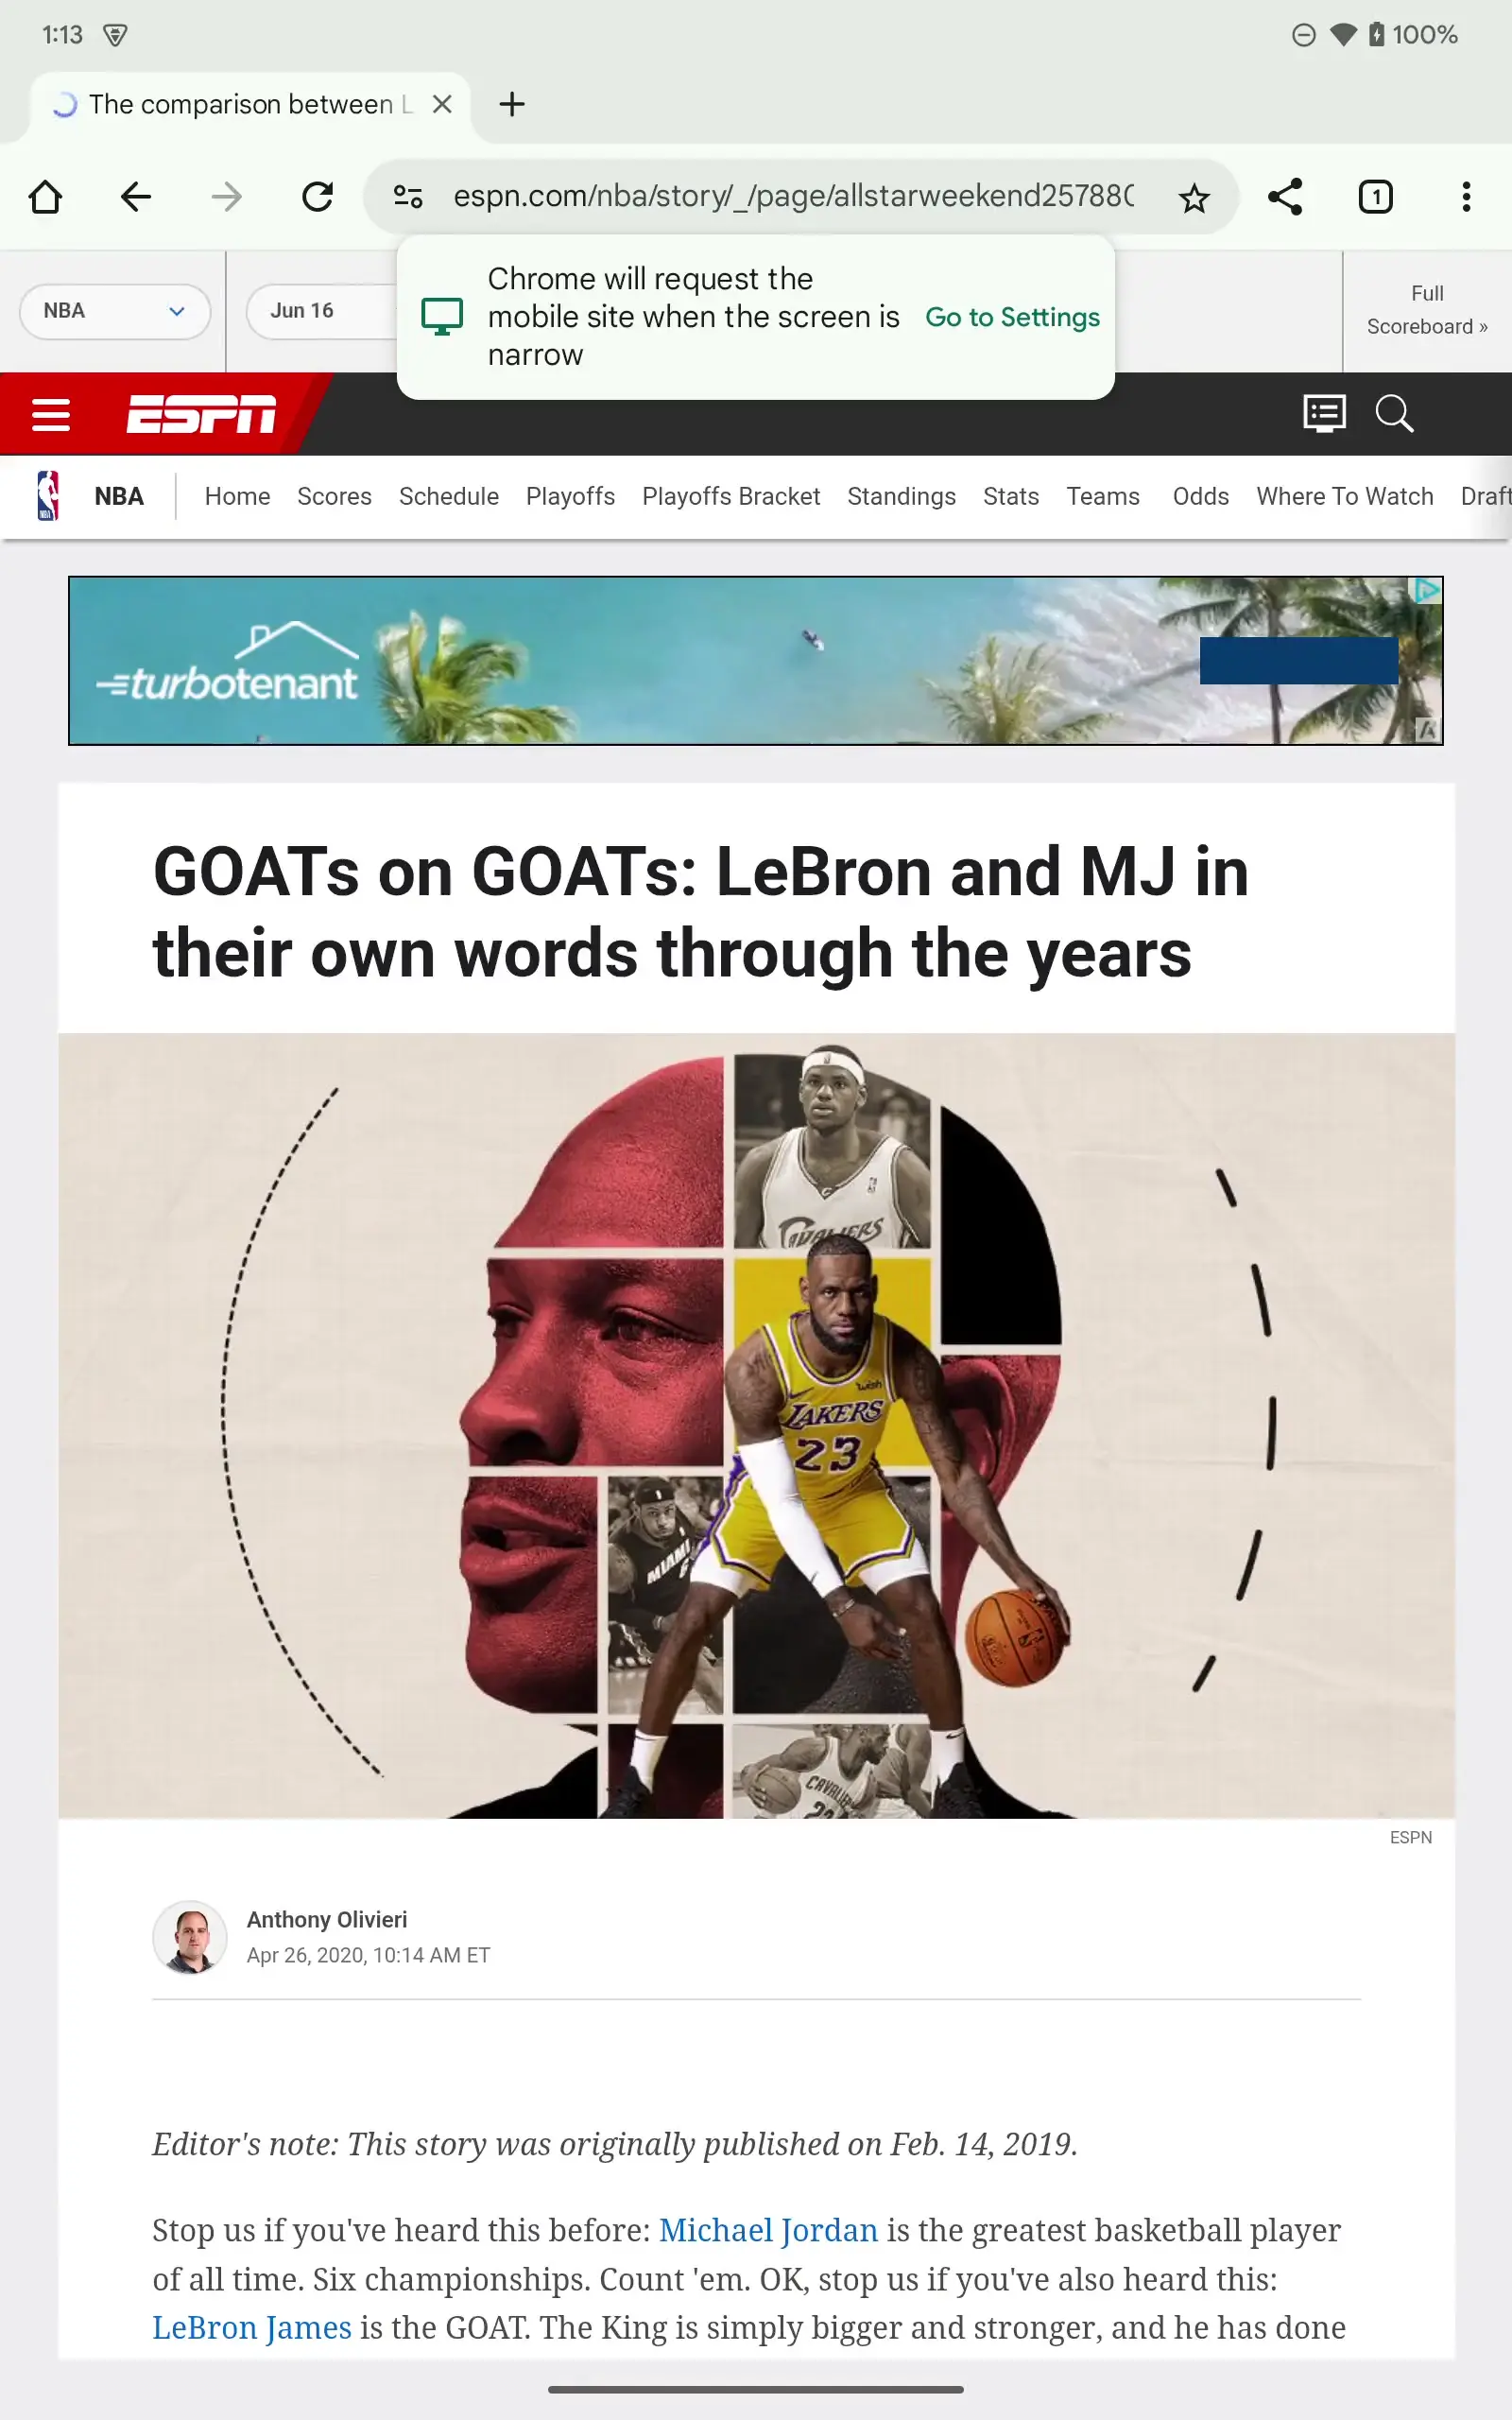 1:13
100%
The comparison between L
espn.com/nba/story/_/page/allstarweekend25788
1
Chrome will request the
mobile site when the screen is
narrow
Go to Settings
NBA
Jun 16
Full
Scoreboard »
ESPN
NBA
Home
Scores
Schedule
Playoffs
Playoffs Bracket
Standings
Stats
Teams
Odds
Where To Watch
Draft
turbotenant
GOATs on GOATs: LeBron and MJ in
their own words through the years
CAVALIERS
wish
LAKERS
23
MIAMI
CAVALIE
ESPN
Anthony Olivieri
Apr 26, 2020, 10:14 AM ET
Editor's note: This story was originally published on Feb. 14, 2019.
Stop us if you've heard this before: Michael Jordan is the greatest basketball player
of all time. Six championships. Count 'em. OK, stop us if you've also heard this:
LeBron James is the GOAT. The King is simply bigger and stronger, and he has done